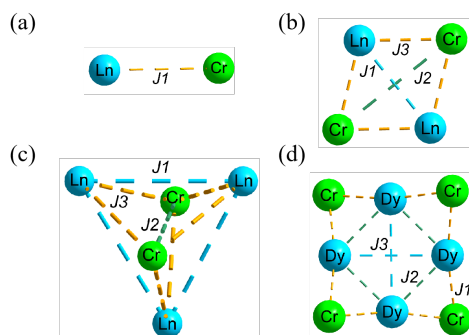 (a)
Ln J1 Cr
(b)
Ln J3 Cr
J1 J2
Cr Ln
(c)
Ln J1 Ln
J3 Cr
J2
Cr
Ln
(d)
Cr Dy Cr
J3
Dy Dy
J2
J1
Cr Dy Cr